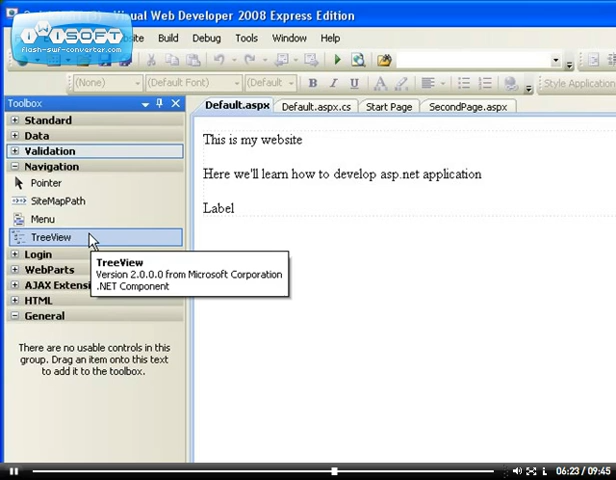 Visual Web Developer 2008 Express Edition
iWiSOFT
flash-swf-converter.com
Website Build Debug Tools Window Help
(None) (Default Font) (Default B I U A Style Application
Toolbox
Default.aspx Default.aspx.cs Start Page SecondPage.aspx
Standard
Data
Validation
Navigation
Pointer
SiteMapPath
Menu
TreeView
Login
WebParts
AJAX Extensi
HTML
General
There are no usable controls in this
group. Drag an item onto this text
to add it to the toolbox.
TreeView
Version 2.0.0.0 from Microsoft Corporation
.NET Component
This is my website
Here we'll learn how to develop asp.net application
Label
06:23 / 09:45